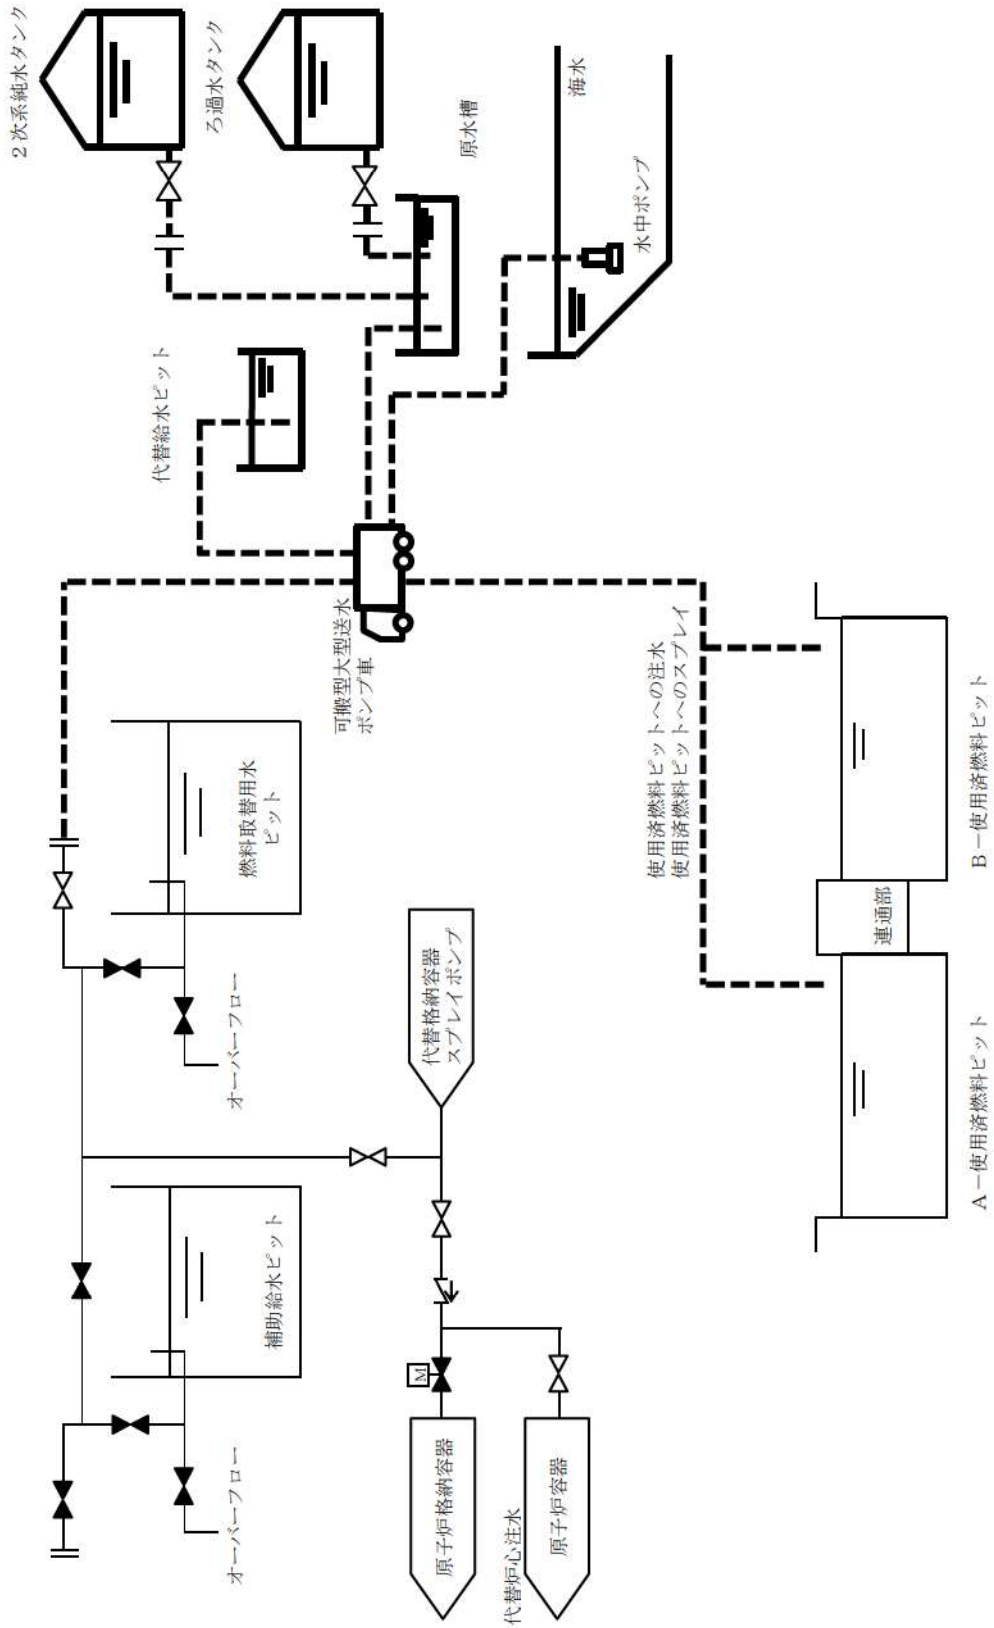 オーバーフロー
補助給水ピット
オーバーフロー
燃料取替用水
ピット
代替給水ピット
2次系純水タンク
ろ過水タンク
原水槽
海水
水中ポンプ
可搬型大型送水
ポンプ車
代替格納容器
スプレイポンプ
M
原子炉格納容器
代替炉心注水
原子炉容器
使用済燃料ピットへの注水
使用済燃料ピットへのスプレイ
連通部
A-使用済燃料ピット
B-使用済燃料ピット